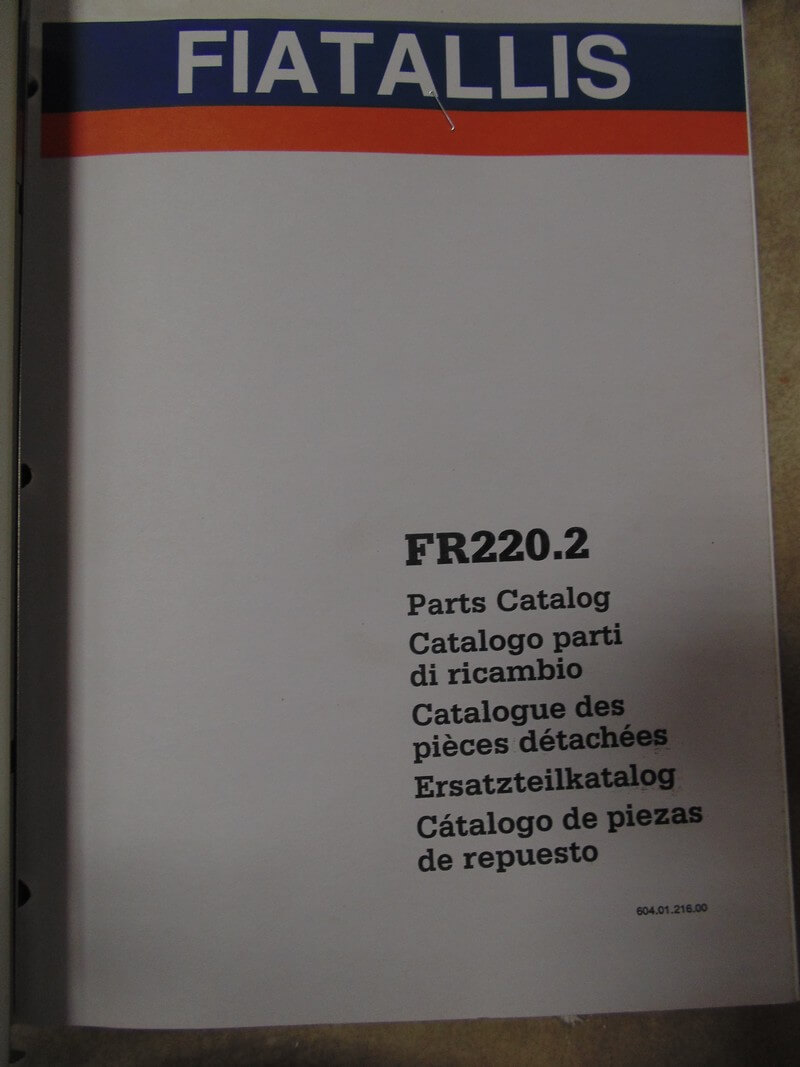 FIATALLIS
FR220.2
Parts Catalog
Catalogo parti
di ricambio
Catalogue des
pièces détachées
Ersatzteilkatalog
Cátalogo de piezas
de repuesto
604.01.216.00